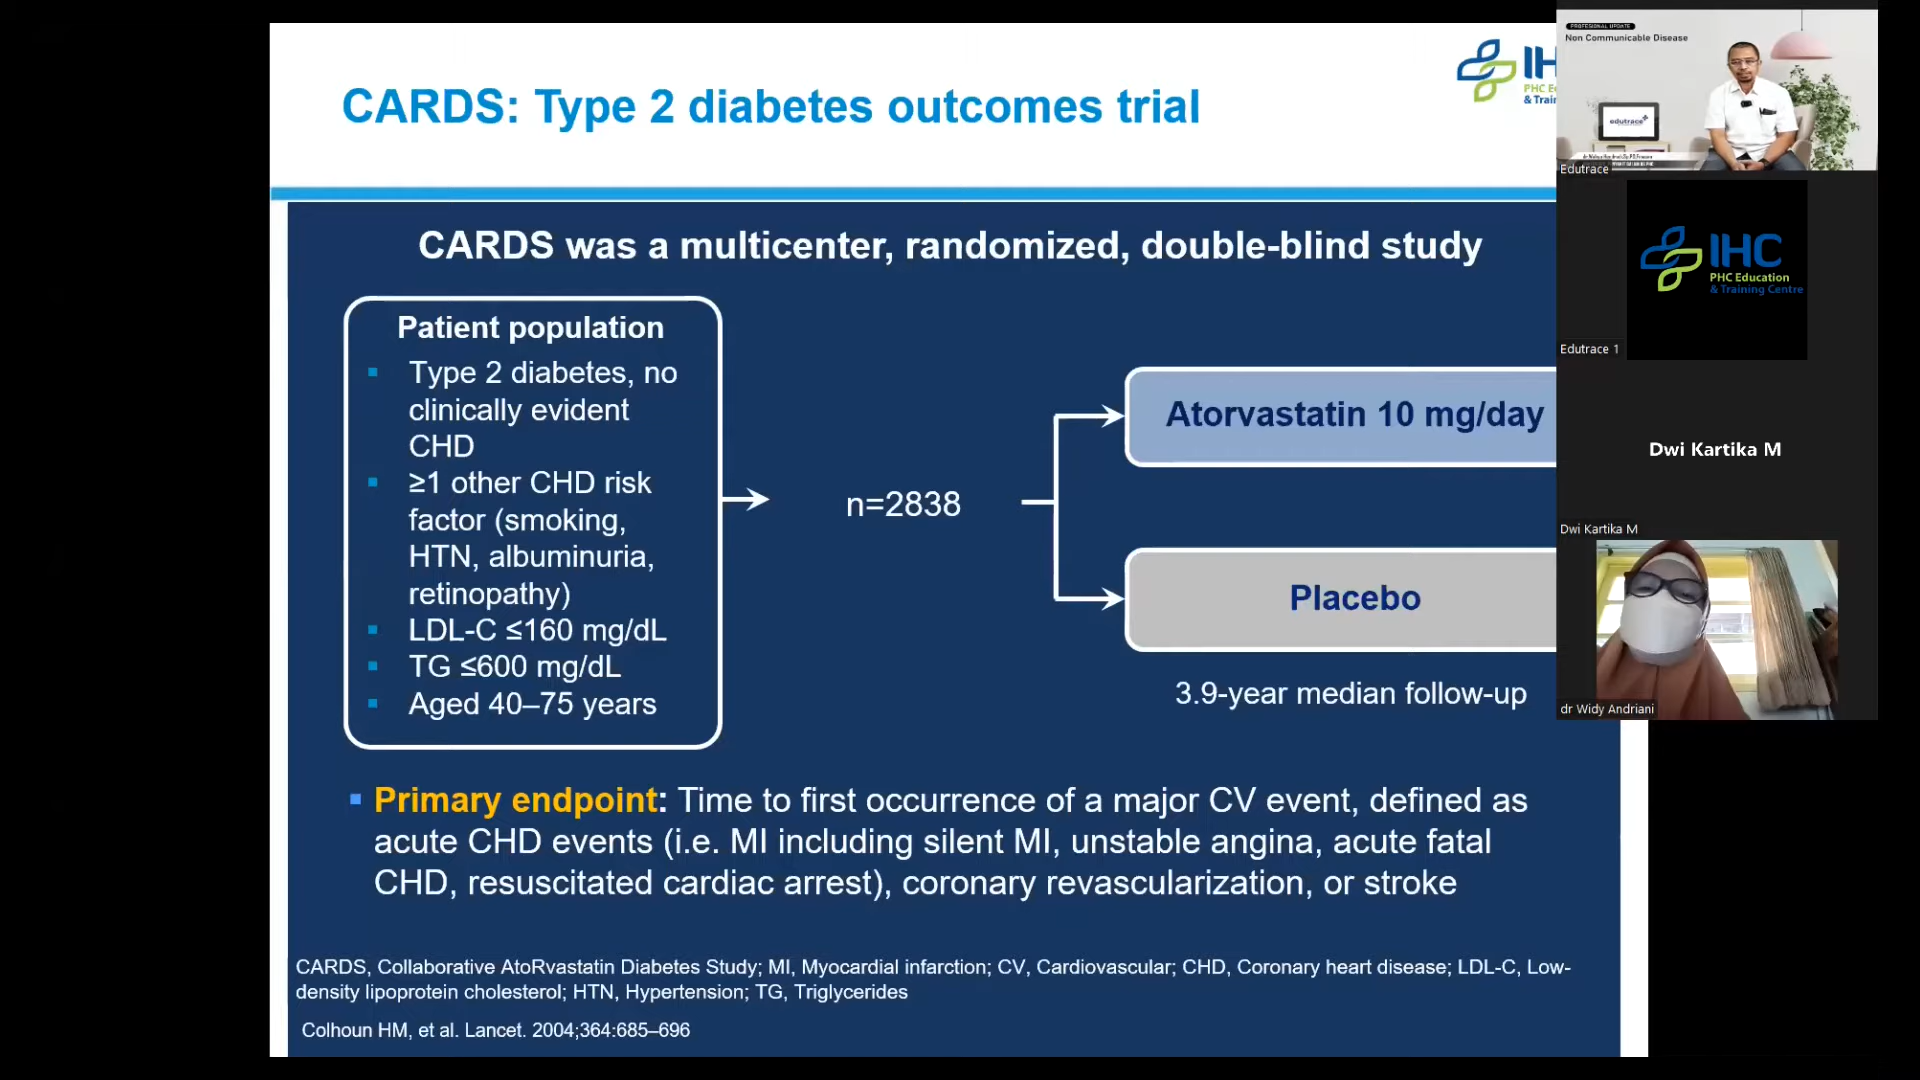 CARDS: Type 2 diabetes outcomes trial
IH
PHC E
& Trai
CARDS was a multicenter, randomized, double-blind study
Patient population
Type 2 diabetes, no
clinically evident
CHD
≥1 other CHD risk
factor (smoking,
HTN, albuminuria,
retinopathy)
LDL-C ≤160 mg/dL
TG ≤600 mg/dL
Aged 40–75 years
n=2838
Atorvastatin 10 mg/day
Placebo
3.9-year median follow-up
Primary endpoint: Time to first occurrence of a major CV event, defined as
acute CHD events (i.e. MI including silent MI, unstable angina, acute fatal
CHD, resuscitated cardiac arrest), coronary revascularization, or stroke
CARDS, Collaborative AtoRvastatin Diabetes Study; MI, Myocardial infarction; CV, Cardiovascular; CHD, Coronary heart disease; LDL-C, Low-
density lipoprotein cholesterol; HTN, Hypertension; TG, Triglycerides
Colhoun HM, et al. Lancet. 2004;364:685–696
PROFESIONAL UPDATE
Non Communicable Disease
edutrace
Edutrace
IHC
PHC Education
& Training Centre
Edutrace 1
Dwi Kartika M
Dwi Kartika M
dr Widy Andriani